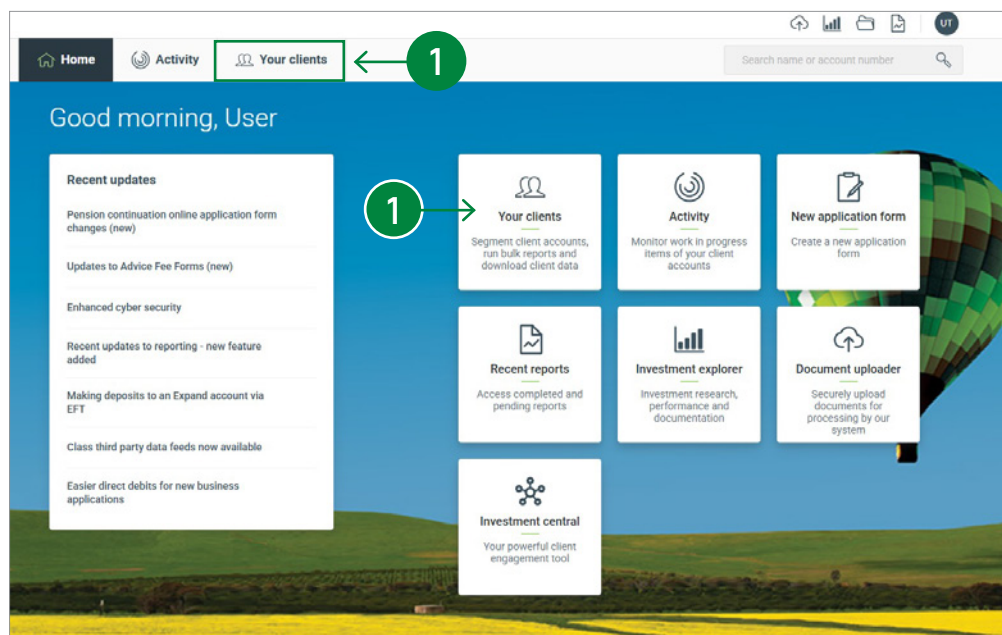 UT
Home
Activity
Your clients
1
Search name or account number
Good morning, User
Recent updates
Pension continuation online application form
changes (new)
Updates to Advice Fee Forms (new)
Enhanced cyber security
Recent updates to reporting - new feature
added
Making deposits to an Expand account via
EFT
Class third party data feeds now available
Easier direct debits for new business
applications
1
Your clients
Segment client accounts,
run bulk reports and
download client data
Activity
Monitor work in progress
items of your client
accounts
New application form
Create a new application
form
Recent reports
Access completed and
pending reports
Investment explorer
Investment research,
performance and
documentation
Document uploader
Securely upload
documents for
processing by our
system
Investment central
Your powerful client
engagement tool